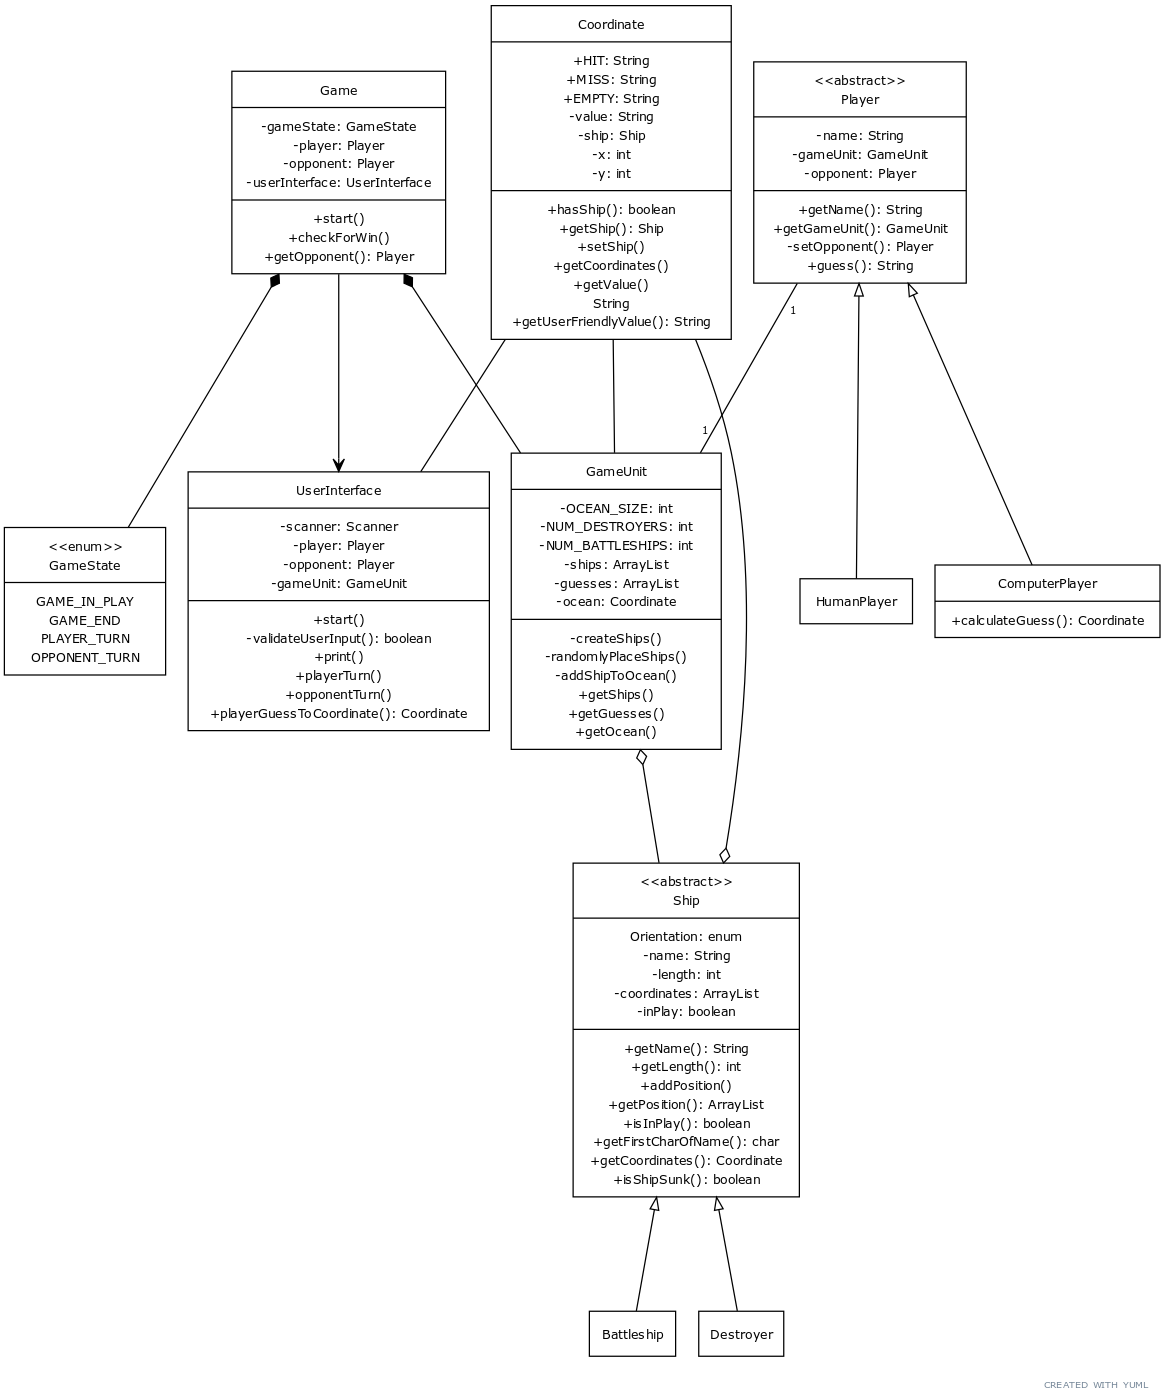 Coordinate
+HIT: String
+MISS: String
+EMPTY: String
-value: String
-ship: Ship
-x: int
-y: int
+hasShip(): boolean
+getShip(): Ship
+setShip()
+getCoordinates()
+getValue()
String
+getUserFriendlyValue(): String
Game
-gameState: GameState
-player: Player
-opponent: Player
-userInterface: UserInterface
+start()
+checkForWin()
+getOpponent(): Player
<<abstract>>
Player
-name: String
-gameUnit: GameUnit
-opponent: Player
+getName(): String
+getGameUnit(): GameUnit
-setOpponent(): Player
+guess(): String
1
1
UserInterface
-scanner: Scanner
-player: Player
-opponent: Player
-gameUnit: GameUnit
+start()
-validateUserInput(): boolean
+print()
+playerTurn()
+opponentTurn()
+playerGuessToCoordinate(): Coordinate
GameUnit
-OCEAN_SIZE: int
-NUM_DESTROYERS: int
-NUM_BATTLESHIPS: int
-ships: ArrayList
-guesses: ArrayList
-ocean: Coordinate
-createShips()
-randomlyPlaceShips()
-addShipToOcean()
+getShips()
+getGuesses()
+getOcean()
<<enum>>
GameState
GAME_IN_PLAY
GAME_END
PLAYER_TURN
OPPONENT_TURN
HumanPlayer
ComputerPlayer
+calculateGuess(): Coordinate
<<abstract>>
Ship
Orientation: enum
-name: String
-length: int
-coordinates: ArrayList
-inPlay: boolean
+getName(): String
+getLength(): int
+addPosition()
+getPosition(): ArrayList
+isInPlay(): boolean
+getFirstCharOfName(): char
+getCoordinates(): Coordinate
+isShipSunk(): boolean
Battleship
Destroyer
CREATED WITH YUML